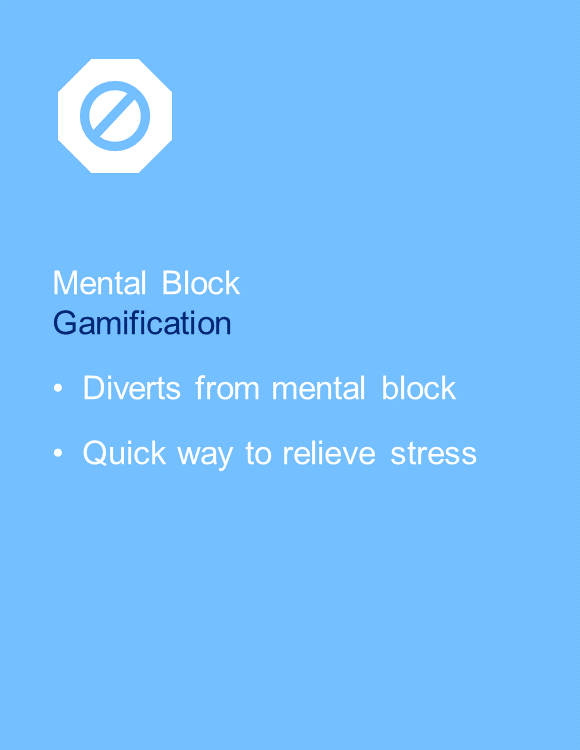 Mental Block
Gamification
• Diverts from mental block
• Quick way to relieve stress